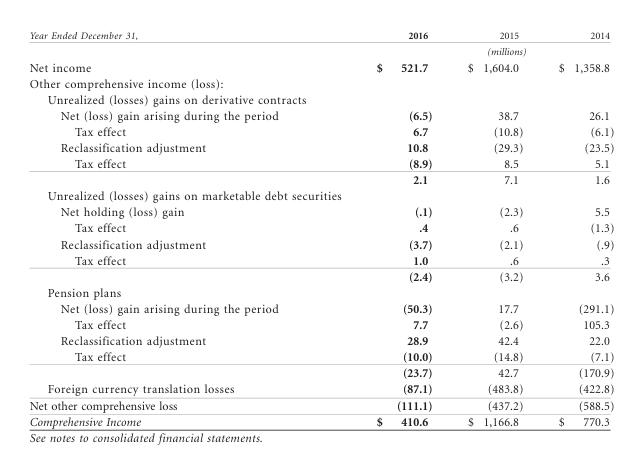 Year Ended December 31, 2016 2015 2014
(millions)
Net income $ 521.7 $ 1,604.0 $ 1,358.8
Other comprehensive income (loss):
Unrealized (losses) gains on derivative contracts
Net (loss) gain arising during the period (6.5) 38.7 26.1
Tax effect 6.7 (10.8) (6.1)
Reclassification adjustment 10.8 (29.3) (23.5)
Tax effect (8.9) 8.5 5.1
2.1 7.1 1.6
Unrealized (losses) gains on marketable debt securities
Net holding (loss) gain (.1) (2.3) 5.5
Tax effect .4 .6 (1.3)
Reclassification adjustment (3.7) (2.1) (.9)
Tax effect 1.0 .6 .3
(2.4) (3.2) 3.6
Pension plans
Net (loss) gain arising during the period (50.3) 17.7 (291.1)
Tax effect 7.7 (2.6) 105.3
Reclassification adjustment 28.9 42.4 22.0
Tax effect (10.0) (14.8) (7.1)
(23.7) 42.7 (170.9)
Foreign currency translation losses (87.1) (483.8) (422.8)
Net other comprehensive loss (111.1) (437.2) (588.5)
Comprehensive Income $ 410.6 $ 1,166.8 $ 770.3
See notes to consolidated financial statements.